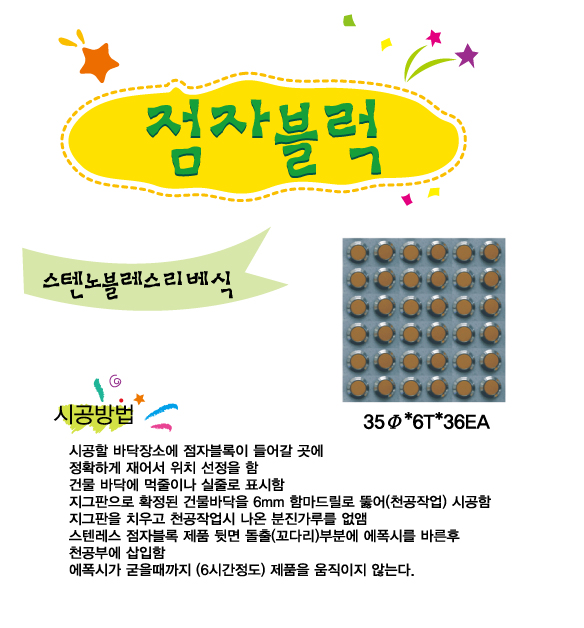 점자블럭
스텐노블레스리베식
35Φ*6T*36EA
시공방법
시공할 바닥장소에 점자블록이 들어갈 곳에
정확하게 재어서 위치 선정을 함
건물 바닥에 먹줄이나 실줄로 표시함
지그판으로 확정된 건물바닥을 6mm 함마드릴로 뚫어(천공작업) 시공함
지그판을 치우고 천공작업시 나온 분진가루를 없앰
스텐레스 점자블록 제품 뒷면 돌출(꼬다리)부분에 에폭시를 바른후
천공부에 삽입함
에폭시가 굳을때까지 (6시간정도) 제품을 움직이지 않는다.